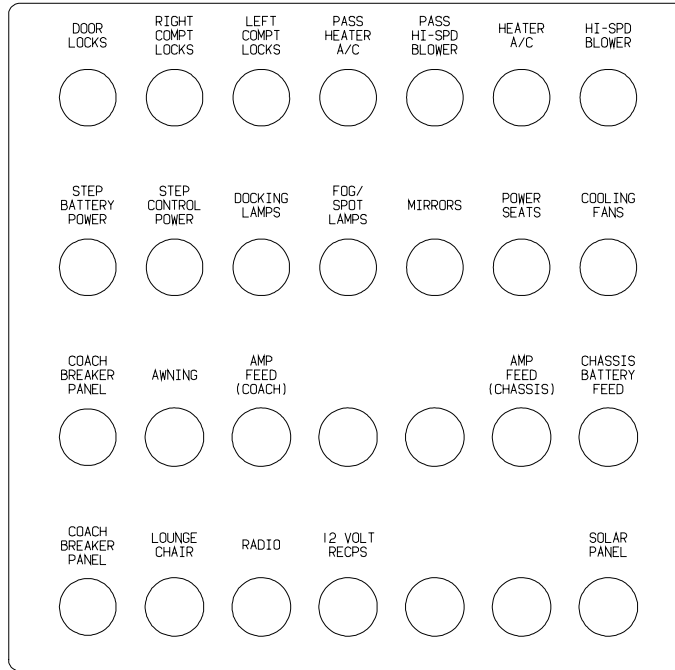 DOOR
LOCKS
RIGHT
COMPT
LOCKS
LEFT
COMPT
LOCKS
PASS
HEATER
A/C
PASS
HI-SPD
BLOWER
HEATER
A/C
HI-SPD
BLOWER
STEP
BATTERY
POWER
STEP
CONTROL
POWER
DOCKING
LAMPS
FOG/
SPOT
LAMPS
MIRRORS
POWER
SEATS
COOLING
FANS
COACH
BREAKER
PANEL
AWNING
AMP
FEED
(COACH)
AMP
FEED
(CHASSIS)
CHASSIS
BATTERY
FEED
COACH
BREAKER
PANEL
LOUNGE
CHAIR
RADIO
12 VOLT
RECPS
SOLAR
PANEL